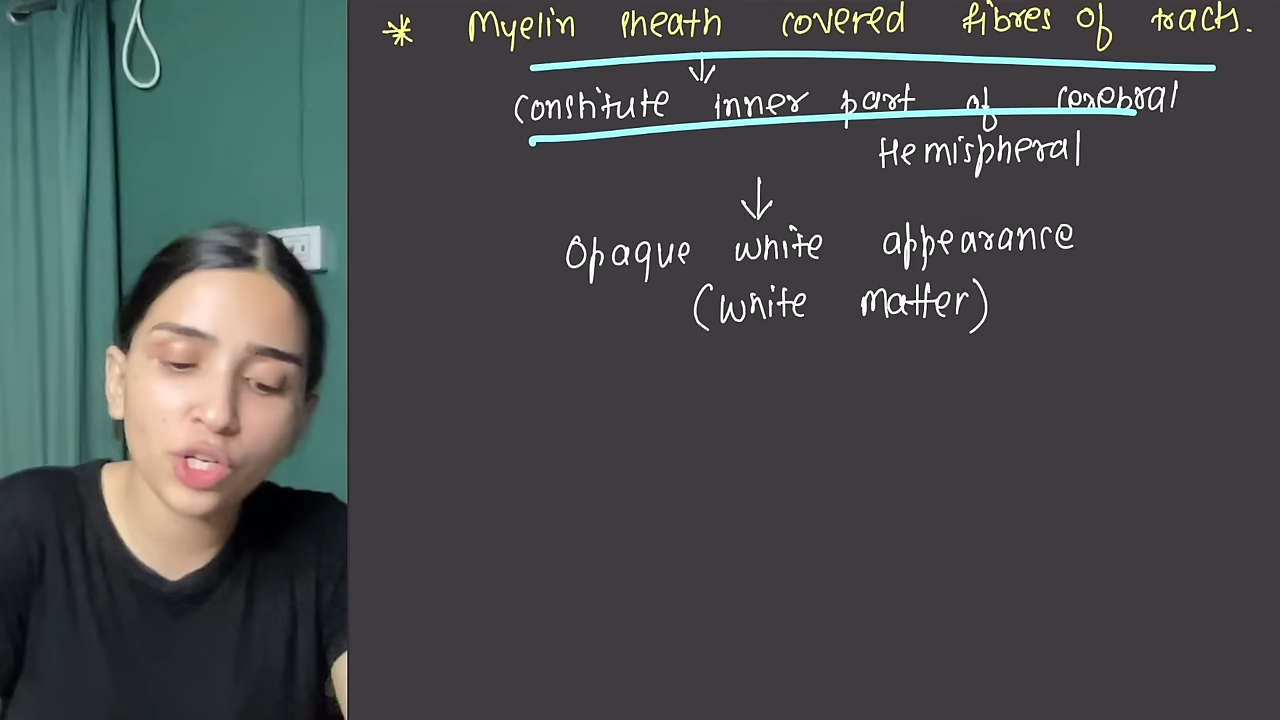 * Myelin sheath covered fibres of tracts.
↓
Constitute inner part of cerebral
Hemispheral
↓
Opaque white appearance
(white matter)